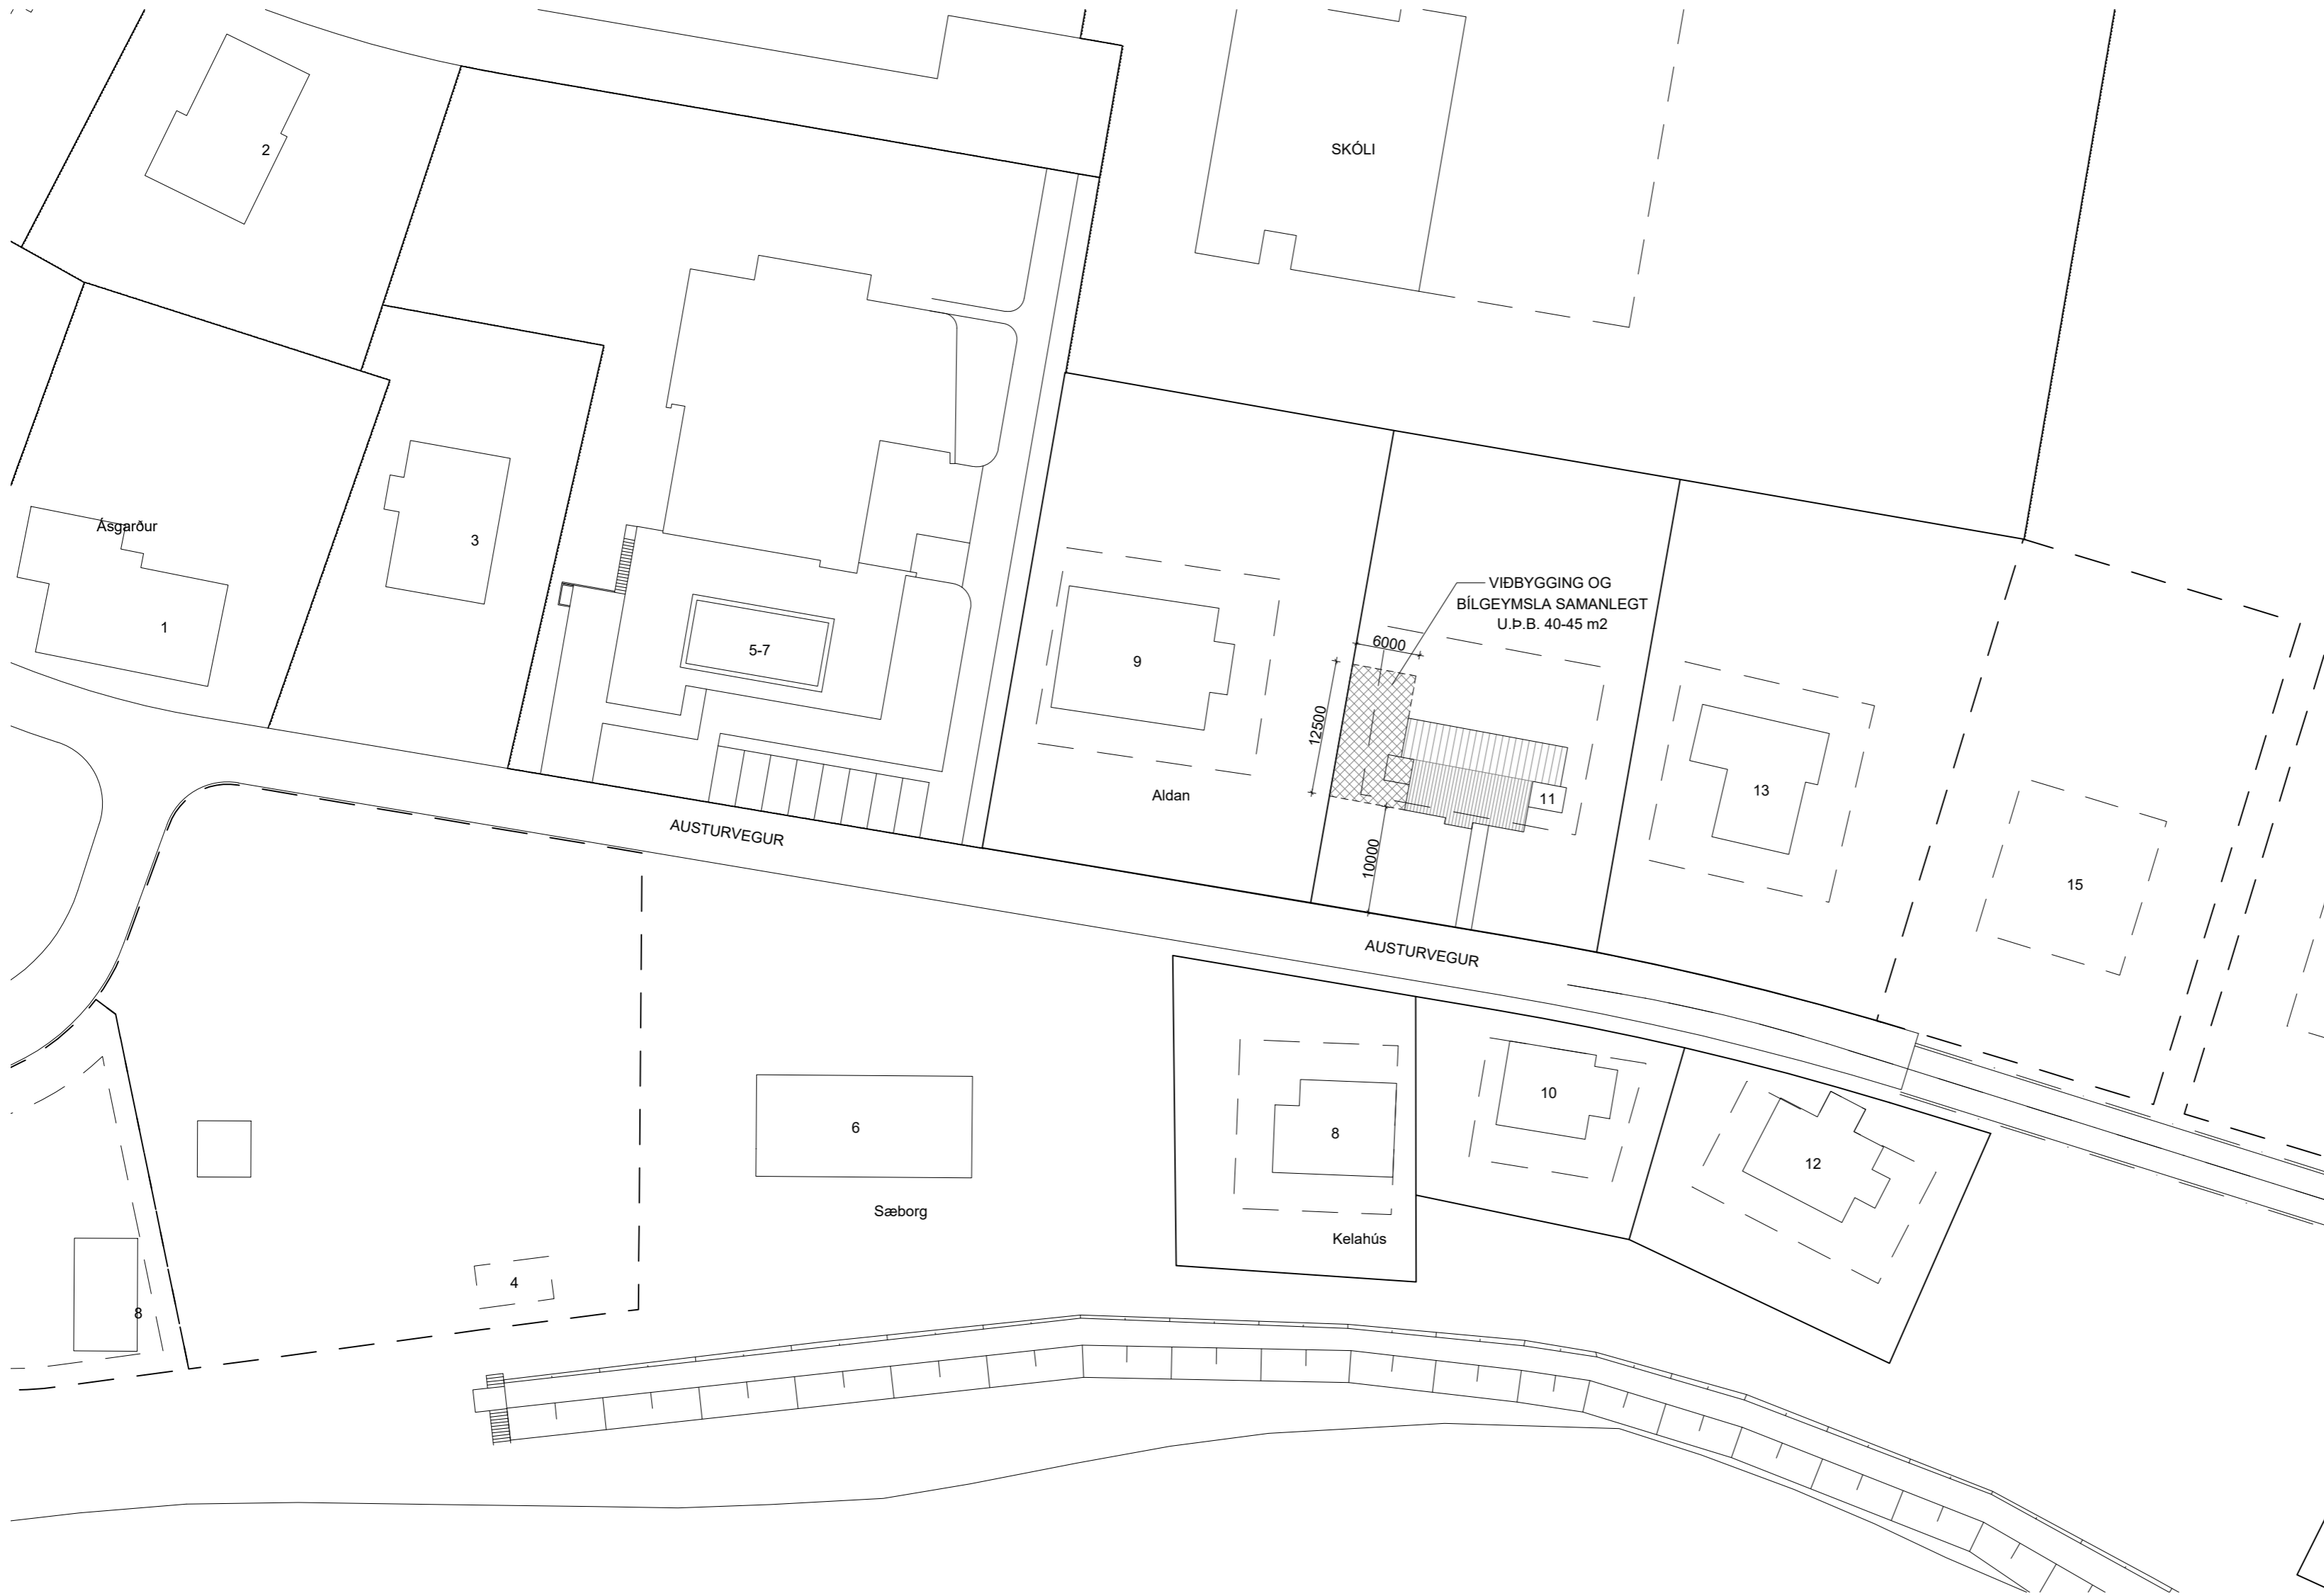 2
SKÓLI
Ásgarður
1
3
5-7
9
Aldan
VIÐBYGGING OG
BÍLGEYMSLA SAMANLEGT
U.Þ.B. 40-45 m2
6000
12500
10000
11
13
15
AUSTURVEGUR
AUSTURVEGUR
6
Sæborg
8
Kelahús
10
12
4
8